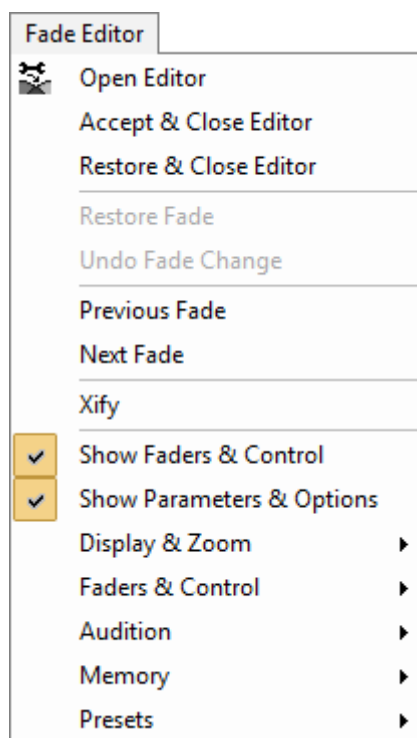 Fade Editor
Open Editor
Accept & Close Editor
Restore & Close Editor
Restore Fade
Undo Fade Change
Previous Fade
Next Fade
Xify
Show Faders & Control
Show Parameters & Options
Display & Zoom
Faders & Control
Audition
Memory
Presets